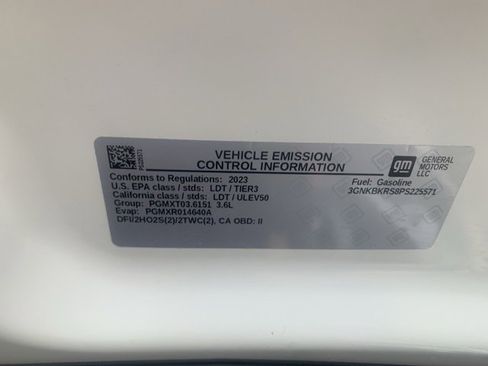 VEHICLE EMISSION
CONTROL INFORMATION
gm
GENERAL
MOTORS
LLC
Conforms to Regulations: 2023
Fuel: Gasoline
U.S. EPA class / stds: LDT / TIER3
3GNKBKRS8PS225571
California class / stds: LDT / ULEV50
Group: PGMXT03.6151 3.6L
Evap: PGMXR014640A
DFI/2HO2S(2)/2TWC(2), CA OBD: II